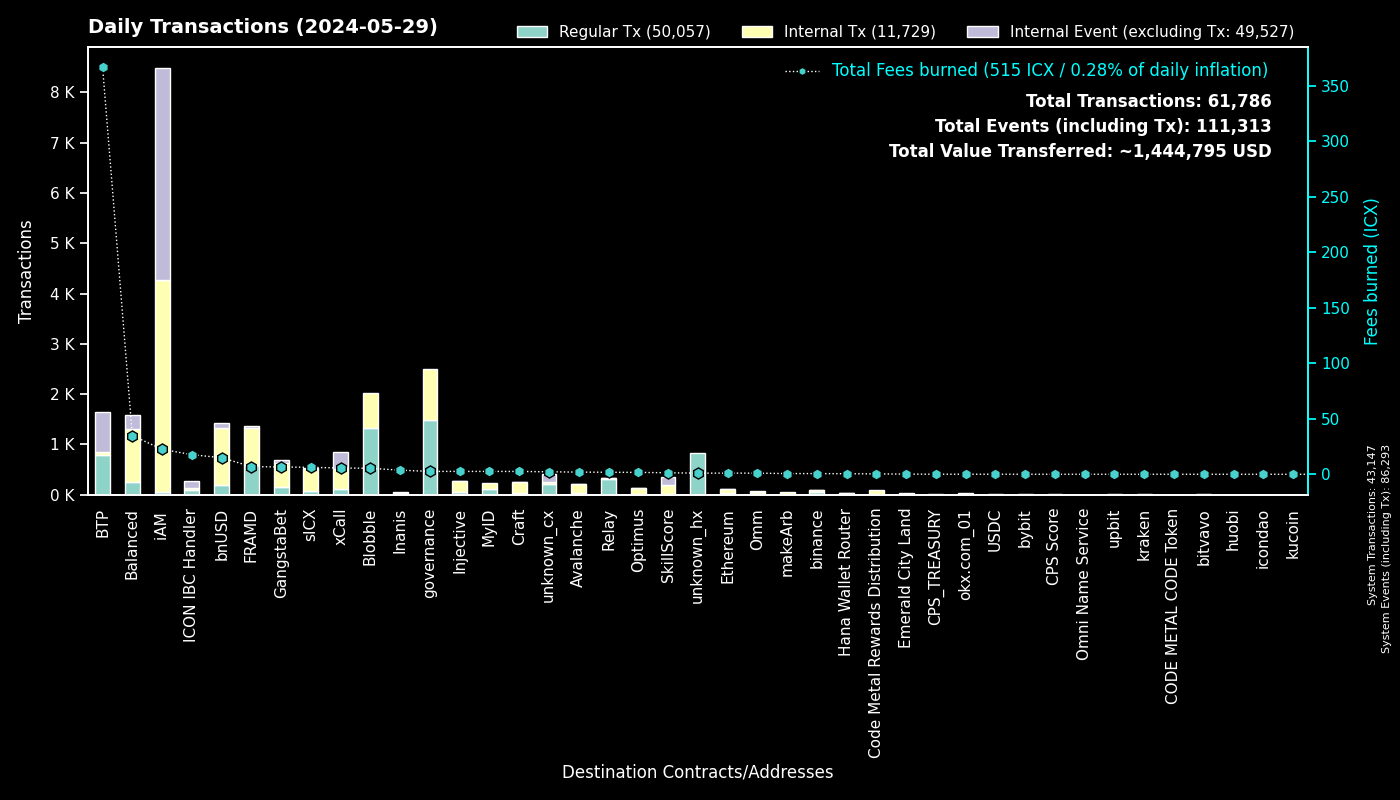 Daily Transactions (2024-05-29)
Regular Tx (50,057)
Internal Tx (11,729)
Internal Event (excluding Tx: 49,527)
Total Fees burned (515 ICX / 0.28% of daily inflation)
Total Transactions: 61,786
Total Events (including Tx): 111,313
Total Value Transferred: ~1,444,795 USD
Transactions
8 K
7 K
6 K
5 K
4 K
3 K
2 K
1 K
0 K
350
300
250
200
150
100
50
0
Fees burned (ICX)
System Transactions: 43,147
System Events (including Tx): 86,293
BTP
Balanced
iAM
ICON IBC Handler
bnUSD
FRAMD
GangstaBet
sICX
xCall
Blobble
Inanis
governance
Injective
MyID
Craft
unknown_cx
Avalanche
Relay
Optimus
SkillScore
unknown_hx
Ethereum
Omm
makeArb
binance
Hana Wallet Router
Code Metal Rewards Distribution
Emerald City Land
CPS_TREASURY
okx.com_01
USDC
bybit
CPS Score
Omni Name Service
upbit
kraken
CODE METAL CODE Token
bitvavo
huobi
icondao
kucoin
Destination Contracts/Addresses